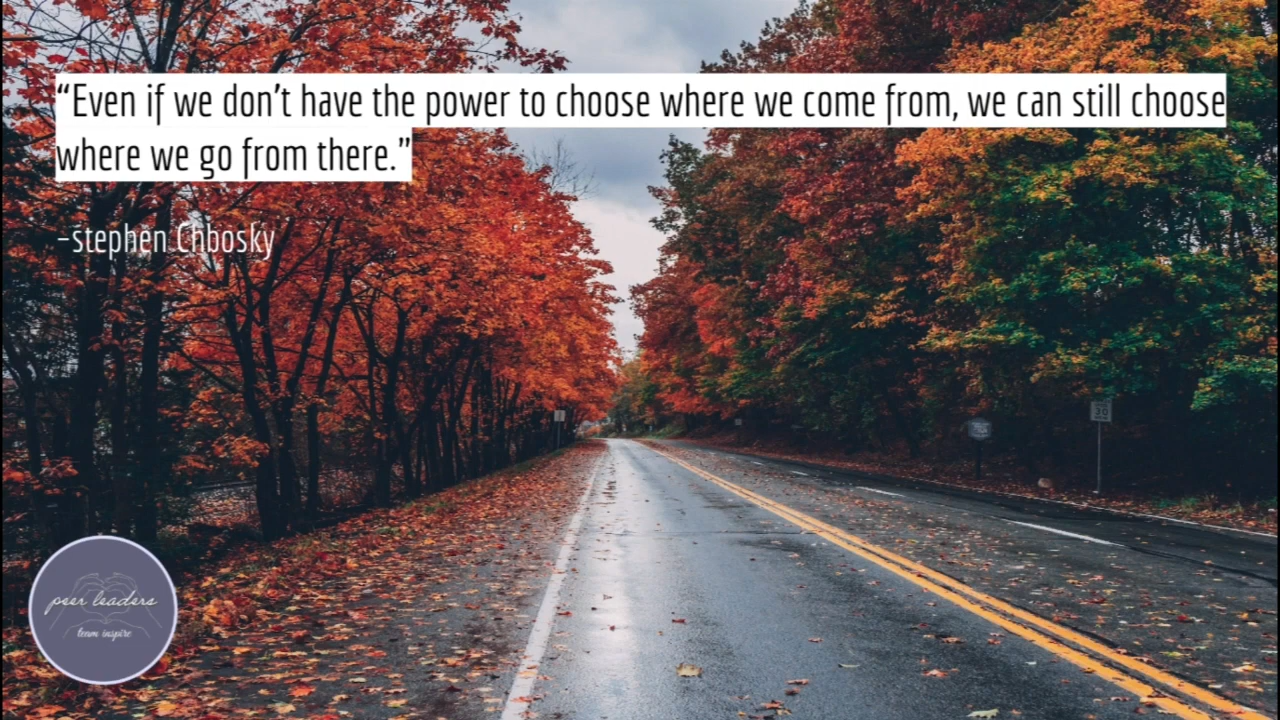 “Even if we don’t have the power to choose where we come from, we can still choose
where we go from there.”
-stephen Chbosky
30
peer leaders
team inspire